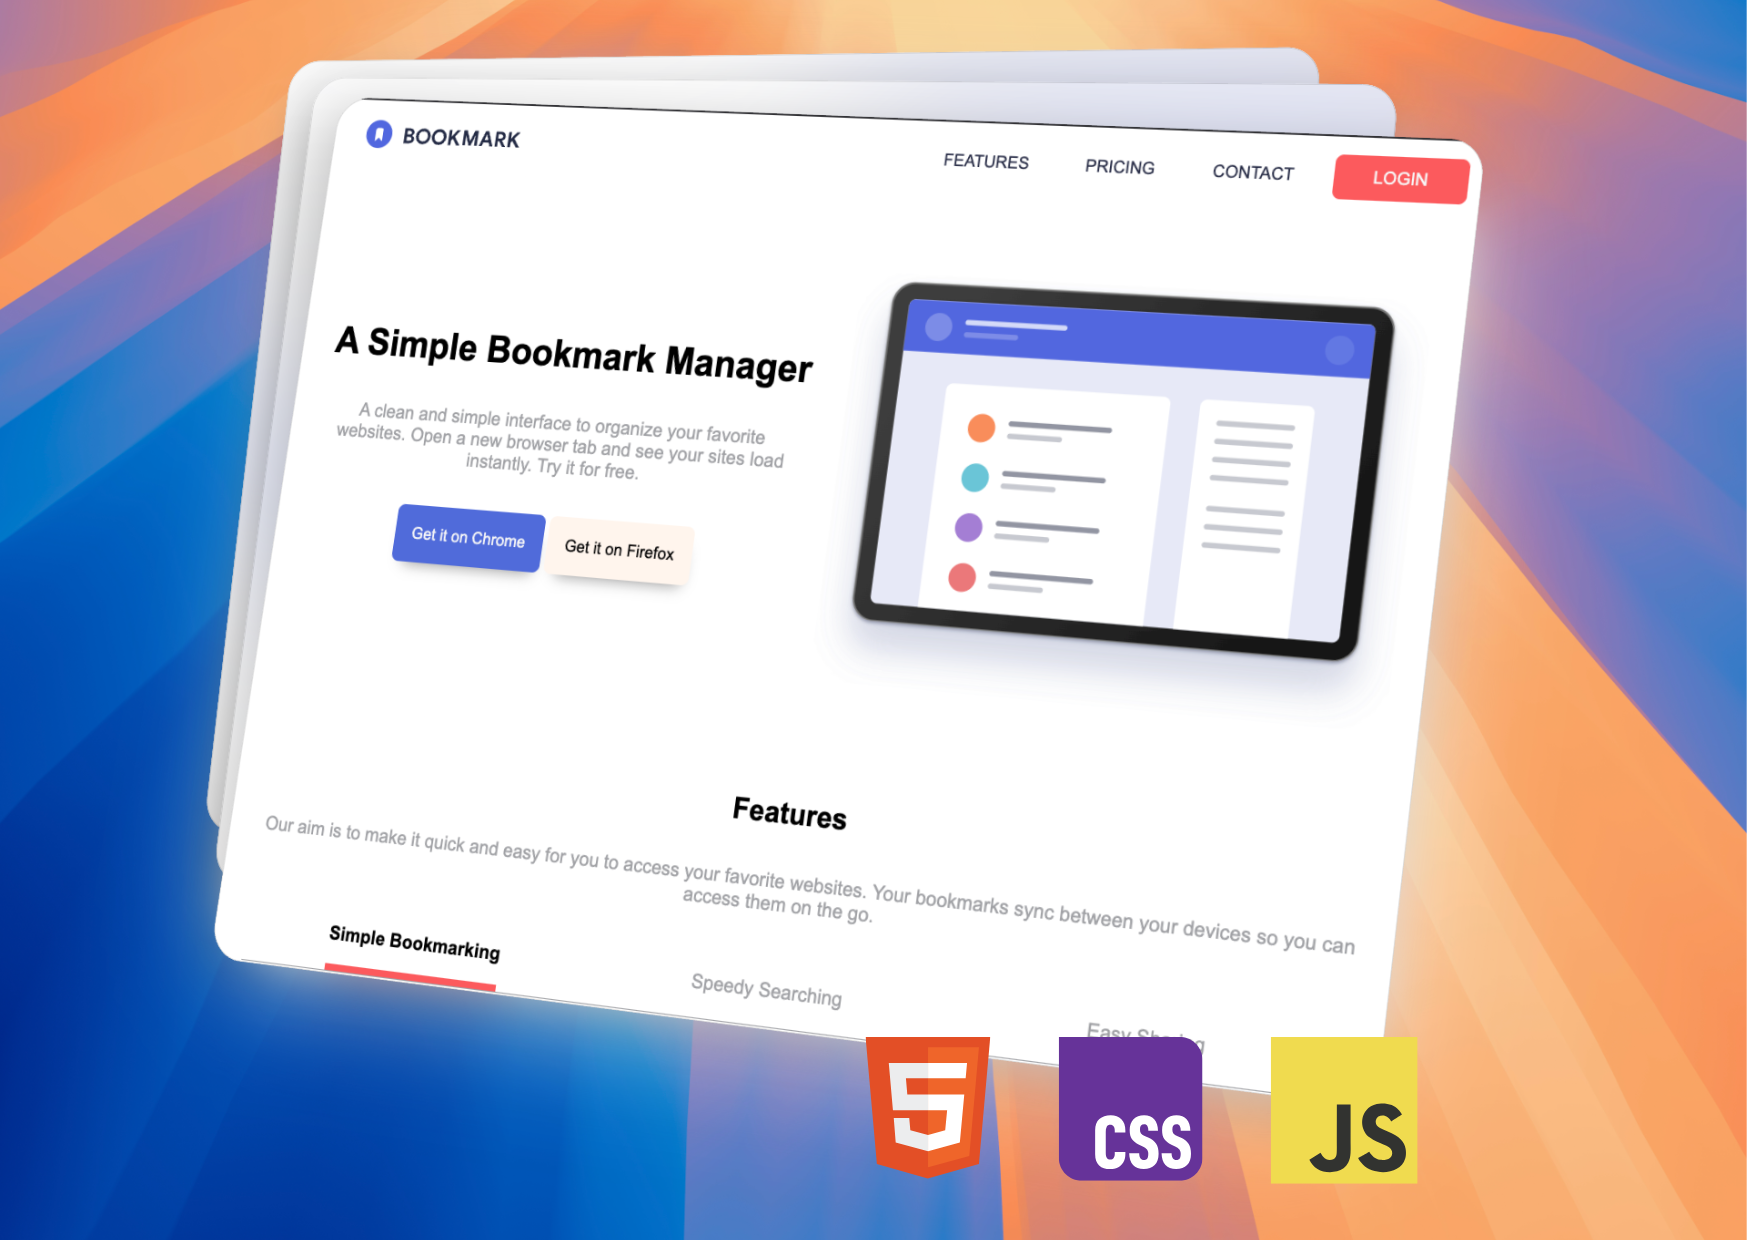 BOOKMARK
FEATURES
PRICING
CONTACT
LOGIN
A Simple Bookmark Manager
A clean and simple interface to organize your favorite
websites. Open a new browser tab and see your sites load
instantly. Try it for free.
Get it on Chrome
Get it on Firefox
Features
Our aim is to make it quick and easy for you to access your favorite websites. Your bookmarks sync between your devices so you can
access them on the go.
Simple Bookmarking
Speedy Searching
Easy
5
CSS
JS